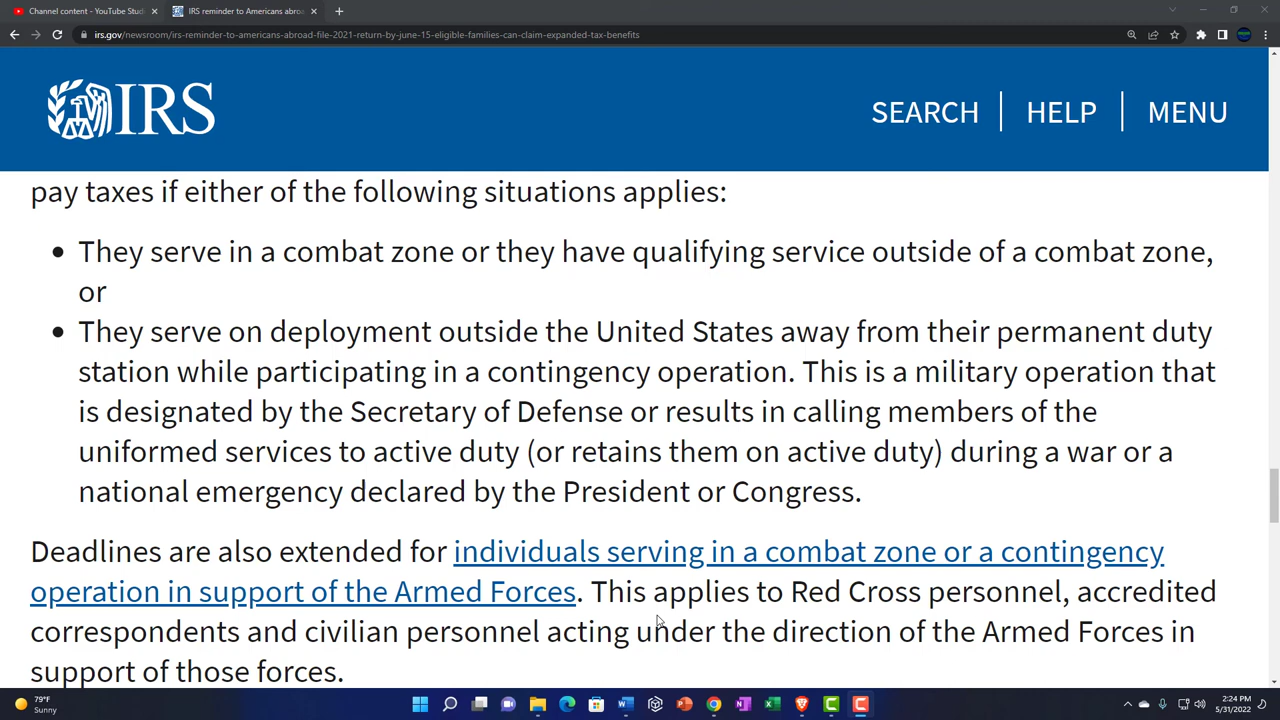 Channel content - YouTube Stud
IRS reminder to Americans abroa
irs.gov/newsroom/irs-reminder-to-americans-abroad-file-2021-return-by-june-15-eligible-families-can-claim-expanded-tax-benefits
IRS
SEARCH
HELP
MENU
pay taxes if either of the following situations applies:
• They serve in a combat zone or they have qualifying service outside of a combat zone,
or
• They serve on deployment outside the United States away from their permanent duty
station while participating in a contingency operation. This is a military operation that
is designated by the Secretary of Defense or results in calling members of the
uniformed services to active duty (or retains them on active duty) during a war or a
national emergency declared by the President or Congress.
Deadlines are also extended for individuals serving in a combat zone or a contingency
operation in support of the Armed Forces. This applies to Red Cross personnel, accredited
correspondents and civilian personnel acting under the direction of the Armed Forces in
support of those forces.
79°F
Sunny
2:24 PM
5/31/2022